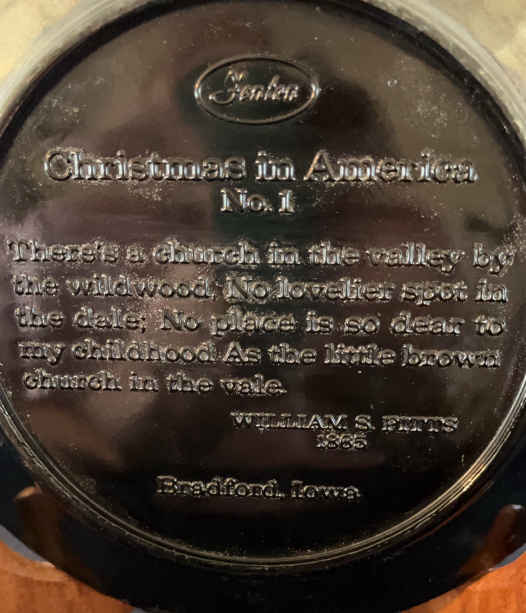 Fenton
Christmas in America
No. 1
There's a church in the valley by
the wildwood, No lovelier spot in
the dale; No place is so dear to
my childhood As the little brown
church in the vale.
WILLIAM S. PITTS
1865
Bradford, Iowa